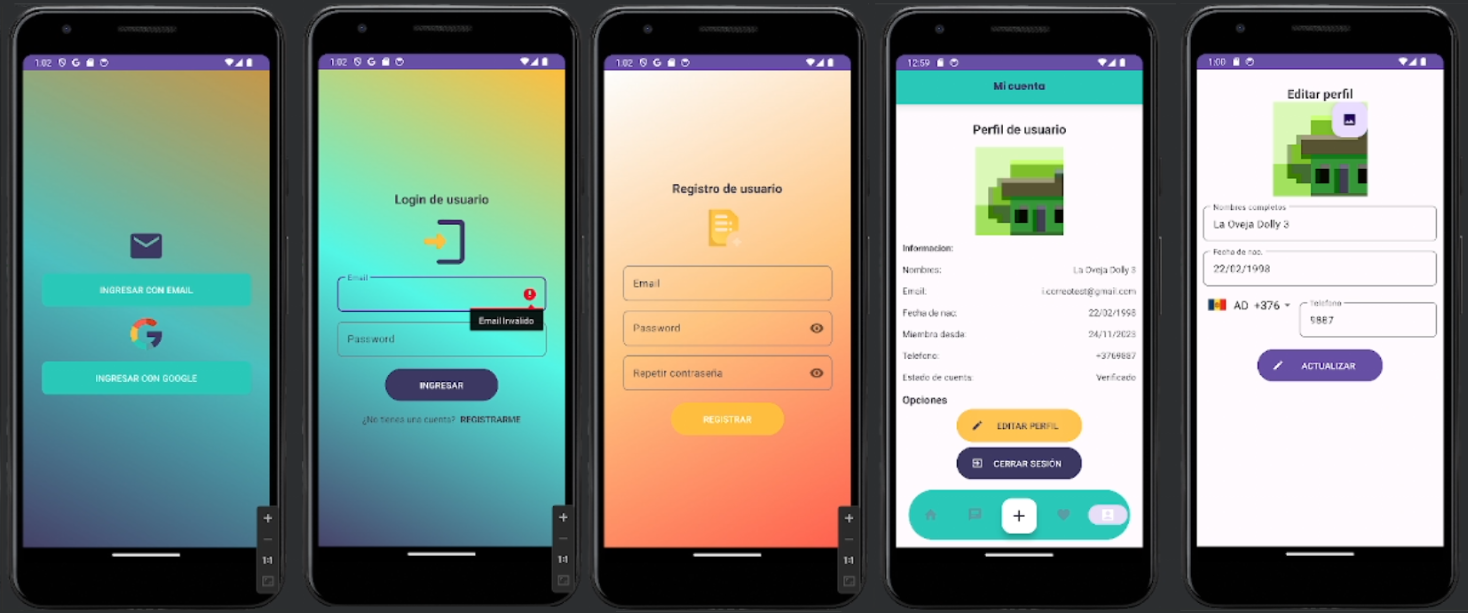 1:02
INGRESAR CON EMAIL
INGRESAR CON GOOGLE
1:1
1:02
Login de usuario
Email
Email Invalido
Password
INGRESAR
¿No tienes una cuenta? REGISTRARME
1:1
1:02
Registro de usuario
Email
Password
Repetir contraseña
REGISTRAR
1:1
12:59
Mi cuenta
Perfil de usuario
Informacion:
Nombres: La Oveja Dolly 3
Email: i.correotest@gmail.com
Fecha de nac: 22/02/1998
Miembro desde: 24/11/2023
Telefono: +3769887
Estado de cuenta: Verificado
Opciones
EDITAR PERFIL
CERRAR SESIÓN
1:00
Editar perfil
Nombres completos
La Oveja Dolly 3
Fecha de nac.
22/02/1998
AD +376
Telefono
9887
ACTUALIZAR